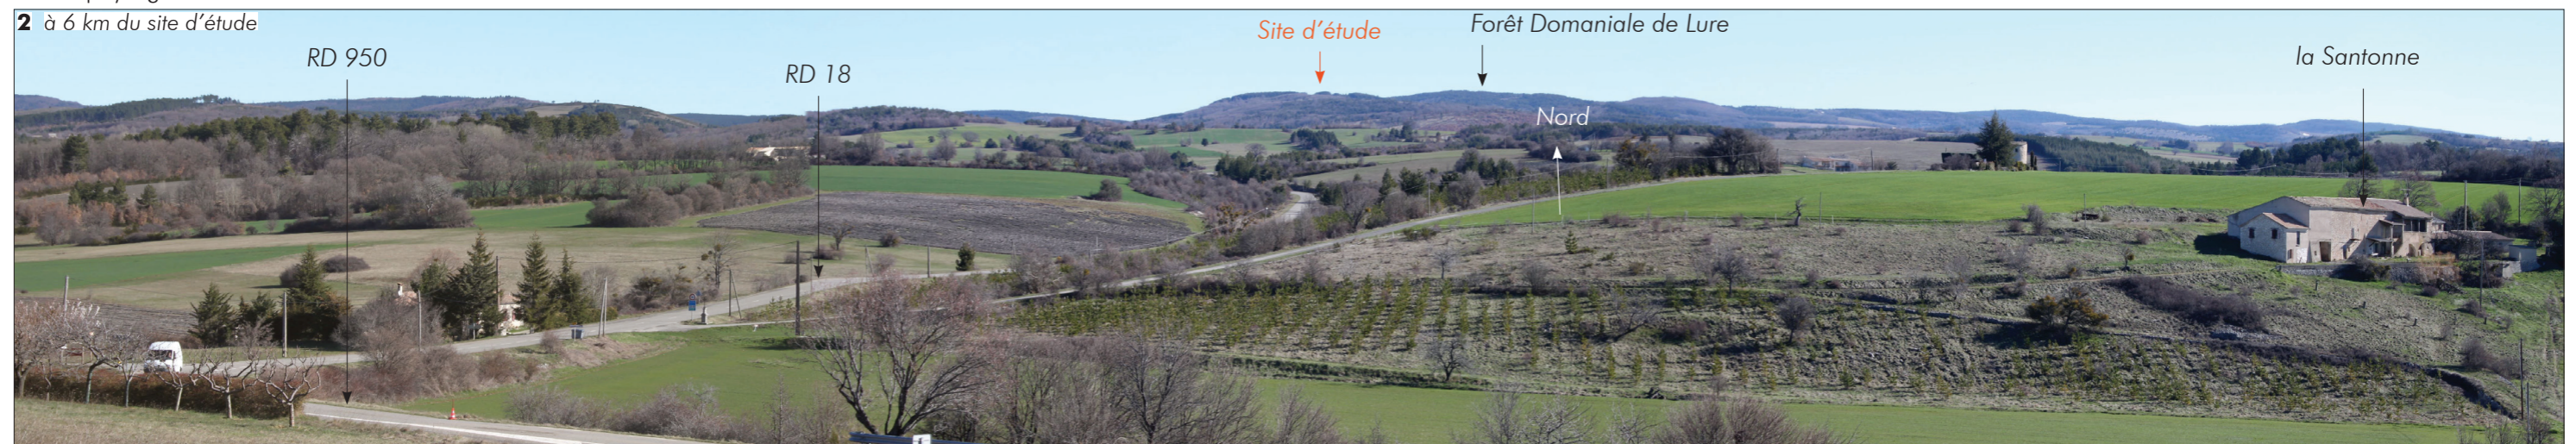 2 à 6 km du site d'étude
RD 950
RD 18
Site d'étude
Forêt Domaniale de Lure
Nord
la Santonne